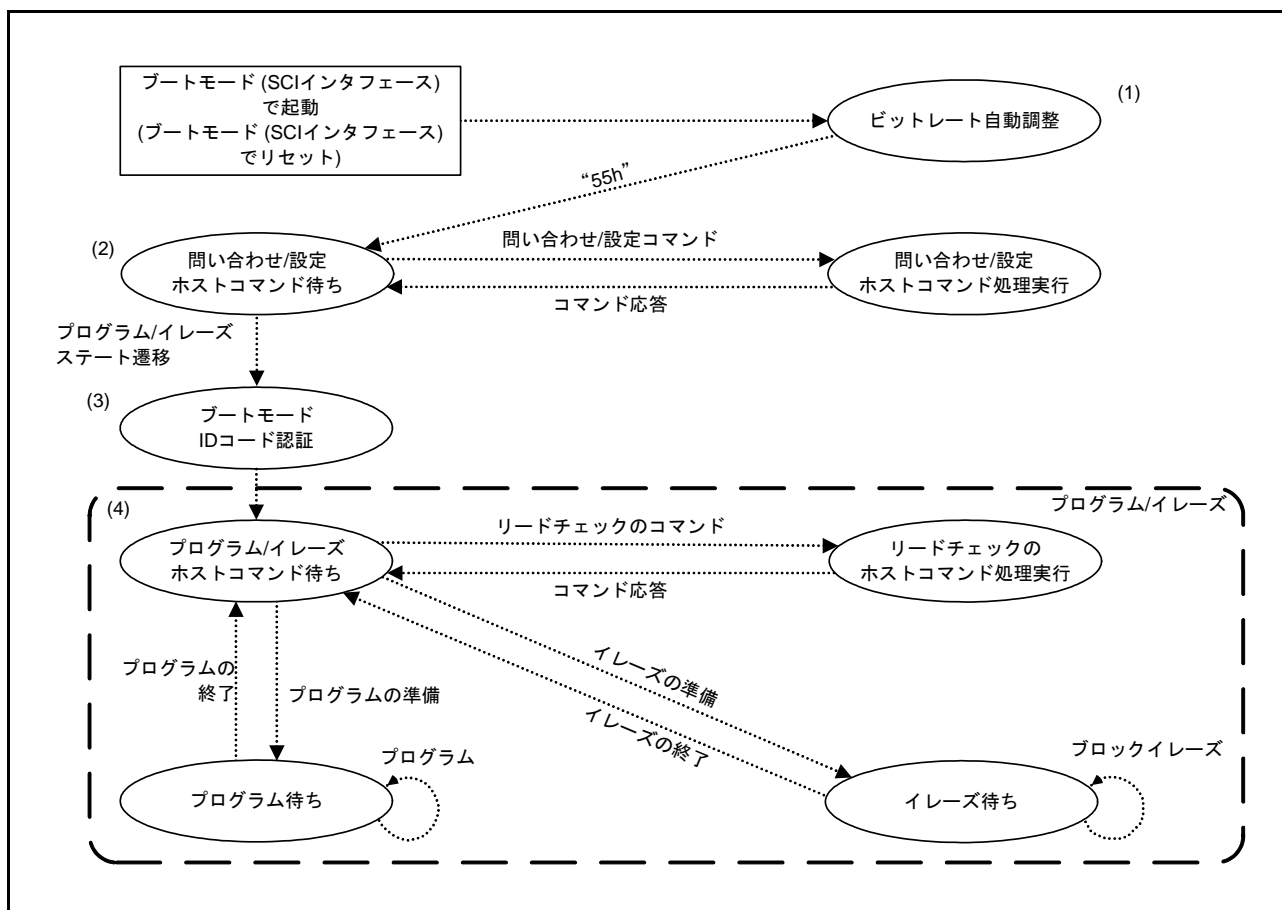 ブートモード (SCIインタフェース)
で起動
(ブートモード (SCIインタフェース)
でリセット)
(1)
ビットレート自動調整
“55h”
(2)
問い合わせ/設定
ホストコマンド待ち
問い合わせ/設定コマンド
コマンド応答
問い合わせ/設定
ホストコマンド処理実行
プログラム/イレーズ
ステート遷移
(3)
ブートモード
IDコード認証
プログラム/イレーズ
(4)
プログラム/イレーズ
ホストコマンド待ち
リードチェックのコマンド
コマンド応答
リードチェックの
ホストコマンド処理実行
プログラムの
終了
プログラムの準備
イレーズの準備
イレーズの終了
プログラム
プログラム待ち
ブロックイレーズ
イレーズ待ち